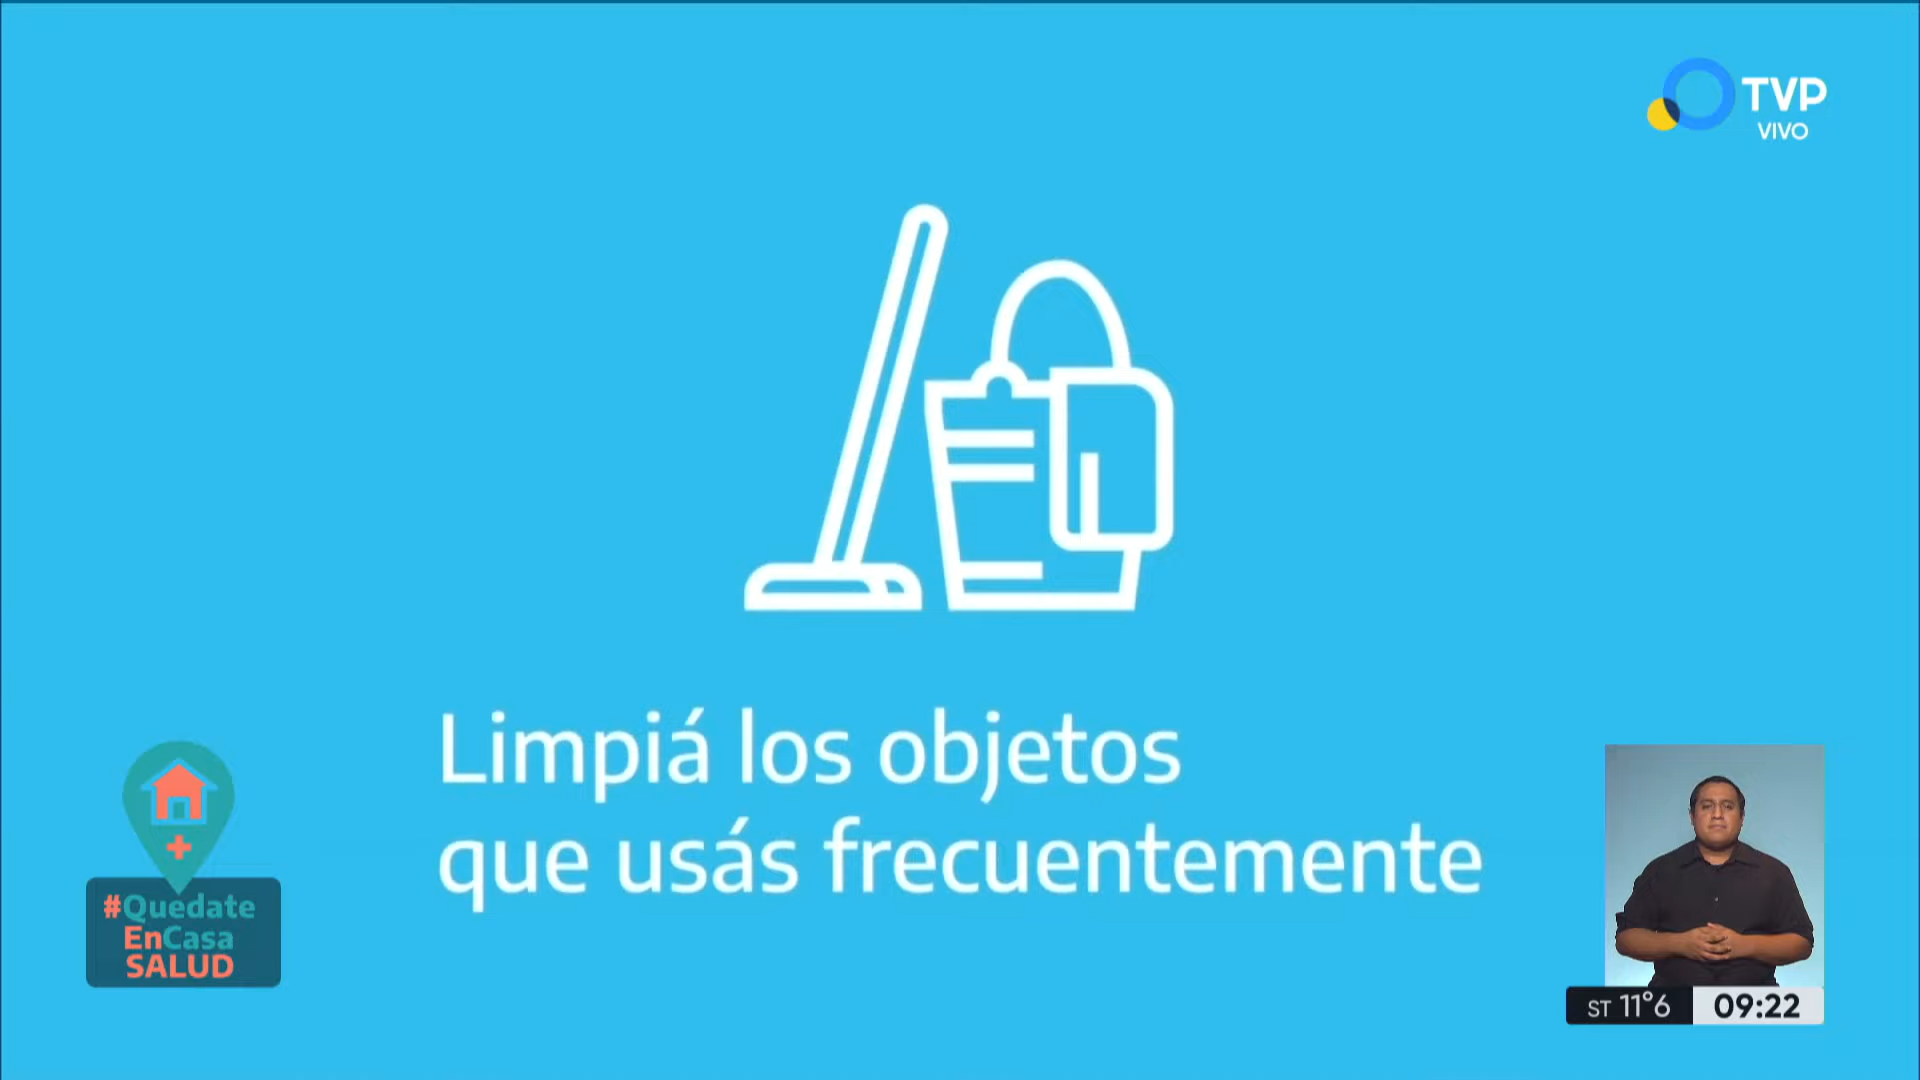 TVP
VIVO
Limpiá los objetos
que usás frecuentemente
#Quedate
EnCasa
SALUD
ST 11°6 09:22